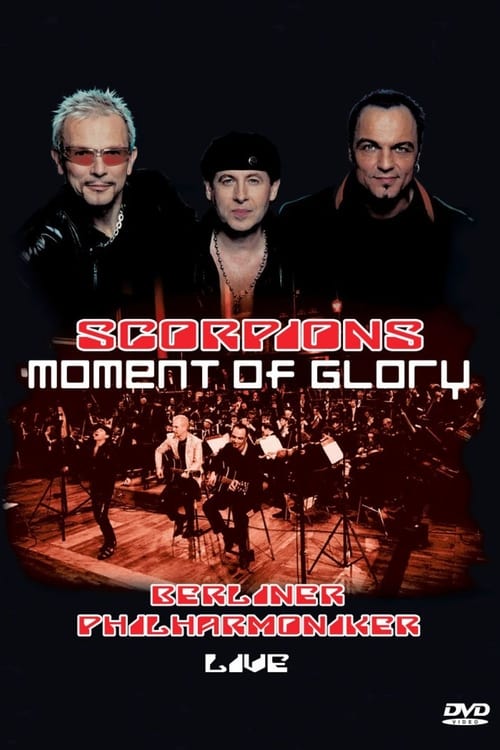 SCORPIONS
MOMENT OF GLORY
BERLINER
PHILHARMONIKER
LIVE
DVD
VIDEO